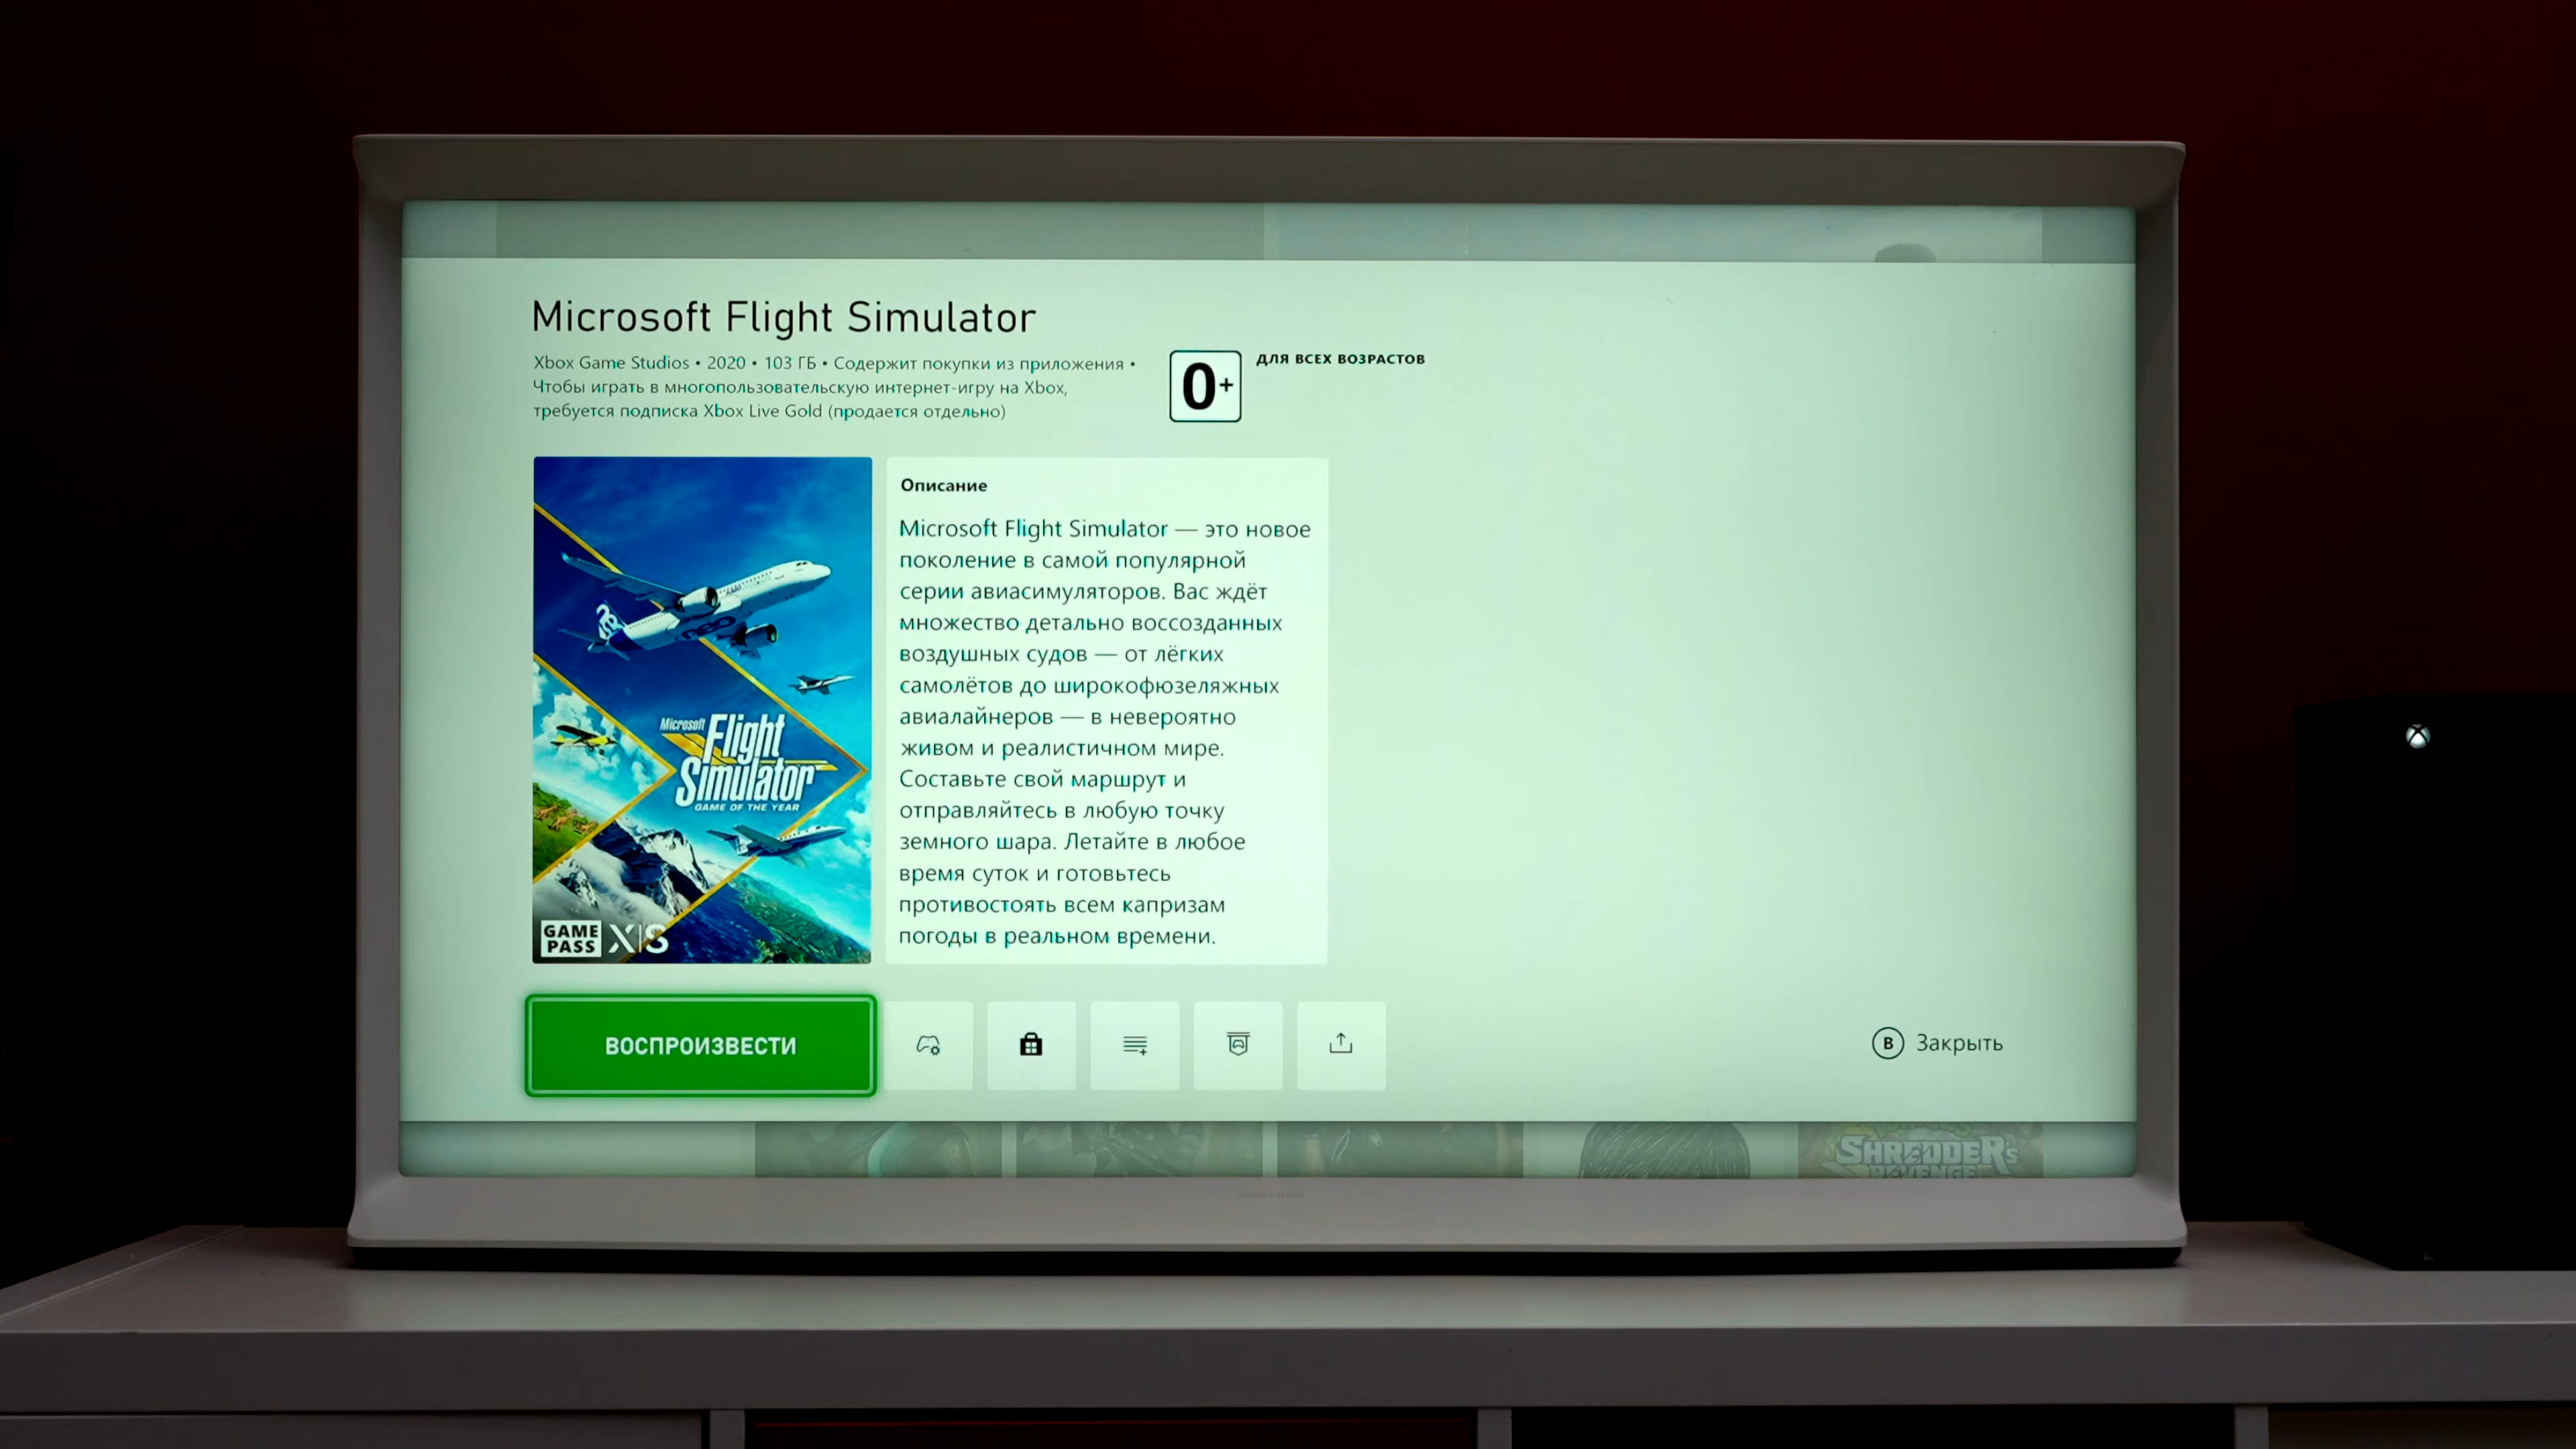 Microsoft Flight Simulator
Xbox Game Studios • 2020 • 103 ГБ • Содержит покупки из приложения •
Чтобы играть в многопользовательскую интернет-игру на Xbox,
требуется подписка Xbox Live Gold (продается отдельно)
0+
ДЛЯ ВСЕХ ВОЗРАСТОВ
Microsoft
Flight
Simulator
GAME OF THE YEAR
GAME
PASS
X|S
Описание
Microsoft Flight Simulator — это новое
поколение в самой популярной
серии авиасимуляторов. Вас ждёт
множество детально воссозданных
воздушных судов — от лёгких
самолётов до широкофюзеляжных
авиалайнеров — в невероятно
живом и реалистичном мире.
Составьте свой маршрут и
отправляйтесь в любую точку
земного шара. Летайте в любое
время суток и готовьтесь
противостоять всем капризам
погоды в реальном времени.
ВОСПРОИЗВЕСТИ
B Закрыть
SHREDDER'S
REVENGE
SAMSUNG